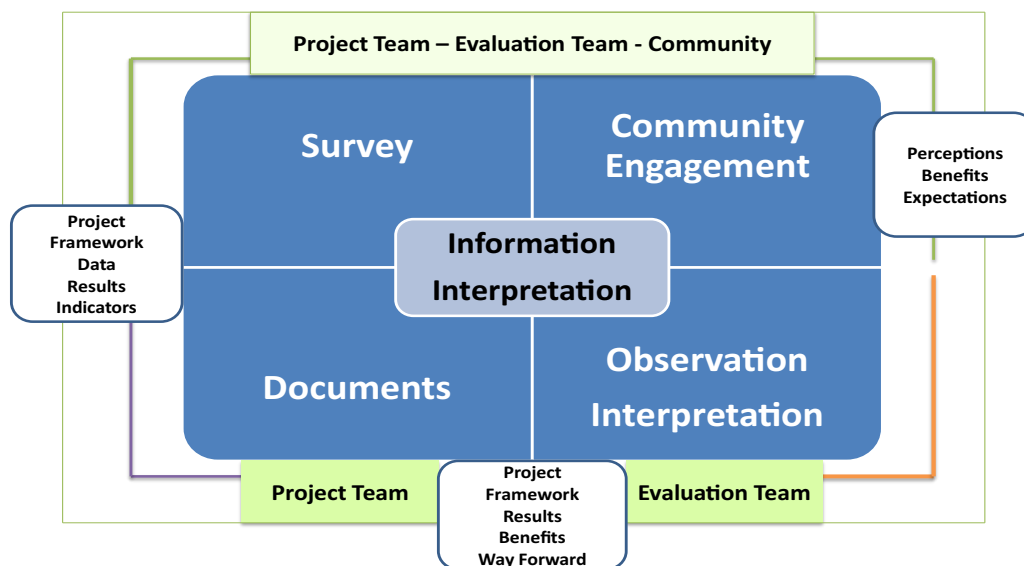 Project Team – Evaluation Team - Community
Survey
Community
Engagement
Perceptions
Benefits
Expectations
Project
Framework
Data
Results
Indicators
Information
Interpretation
Documents
Observation
Interpretation
Project Team
Project
Framework
Results
Benefits
Way Forward
Evaluation Team